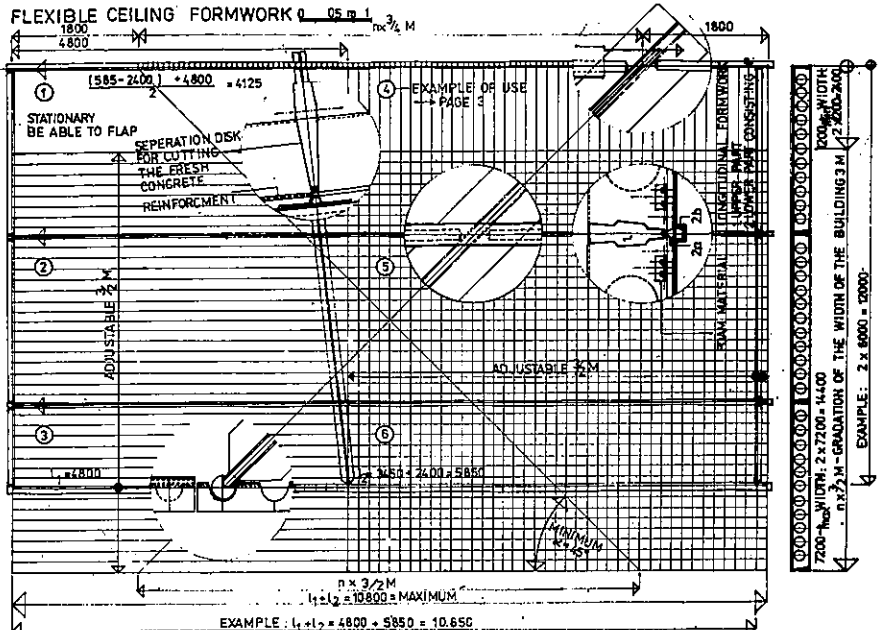 FLEXIBLE CEILING FORMWORK 0 05 m 1
n× 3/4 M
1800
4800
1800
(585-2400)/2 +4800 = 4125
①
④ EXAMPLE OF USE
→ PAGE 3
STATIONARY
BE ABLE TO FLAP
SEPERATION DISK
FOR CUTTING
THE FRESH
CONCRETE
REINFORCMENT
②
⑤
ADJUSTABLE 3/2 M
ADJUSTABLE 3/2 M
③
⑥
l₁=4800
l₂= 3450+2400=5850
MINIMUM
∝=45°
FOAM MATERIAL
LONGITUDINAL FORMWORK
UPPER PART
LOWER PART CONSISTING
2a
2b
WIDTH
2×1200=2400
7200
WIDTH: 2×7200=14400
n× 3/2 M -GRADATION OF THE WIDTH OF THE BUILDING 3 M
EXAMPLE: 2 x 6000 = 12000
n× 3/2 M
l₁+l₂ = 10800 = MAXIMUM
EXAMPLE : l₁+l₂ = 4800 + 5850 = 10.650